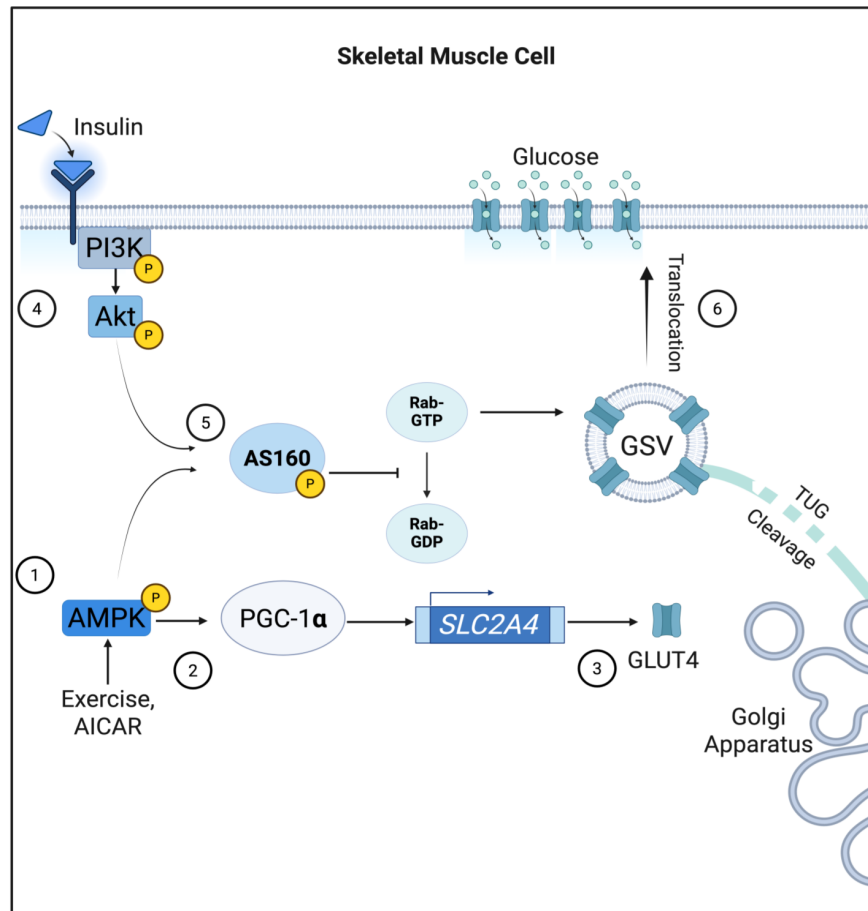 Skeletal Muscle Cell
Insulin
Glucose
PI3K
P
Translocation
6
4
Akt
P
5
Rab-
GTP
GSV
AS160
P
TUG
Cleavage
Rab-
GDP
1
P
AMPK
PGC-1α
SLC2A4
2
3
GLUT4
Exercise,
AICAR
Golgi
Apparatus